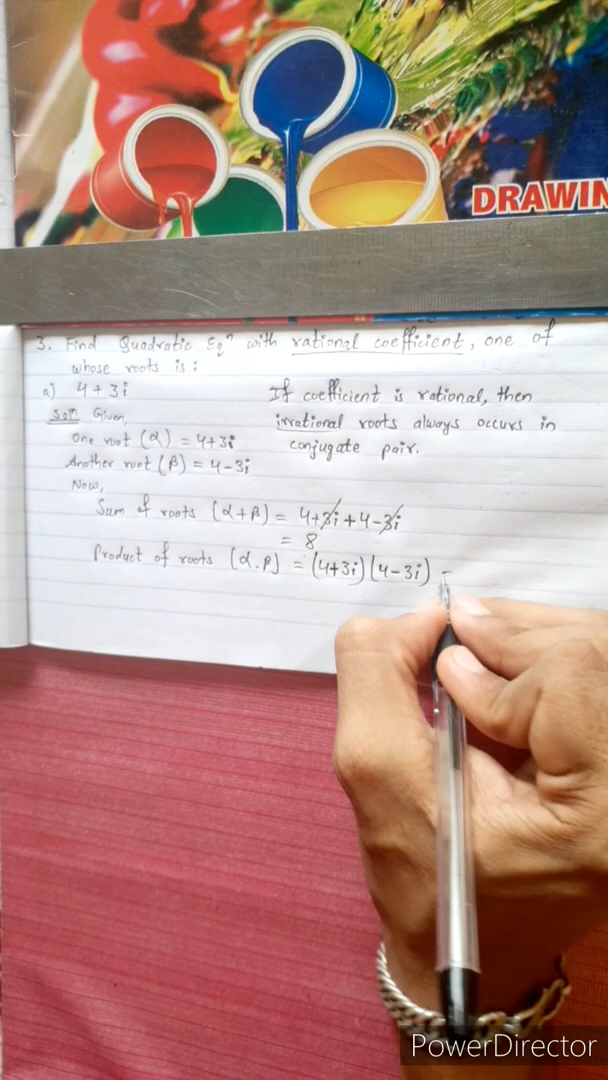 DRAWIN
3. Find Quadratic Eqⁿ with rational coefficient, one of
whose roots is:
a) 4+3i
Solⁿ Given,
One root (α) = 4+3i
Another root (β) = 4-3i
Now,
If coefficient is rational, then
irrational roots always occurs in
conjugate pair.
Sum of roots (α+β) = 4+3i+4-3i
= 8
Product of roots (α.β) = (4+3i)(4-3i) -
PowerDirector